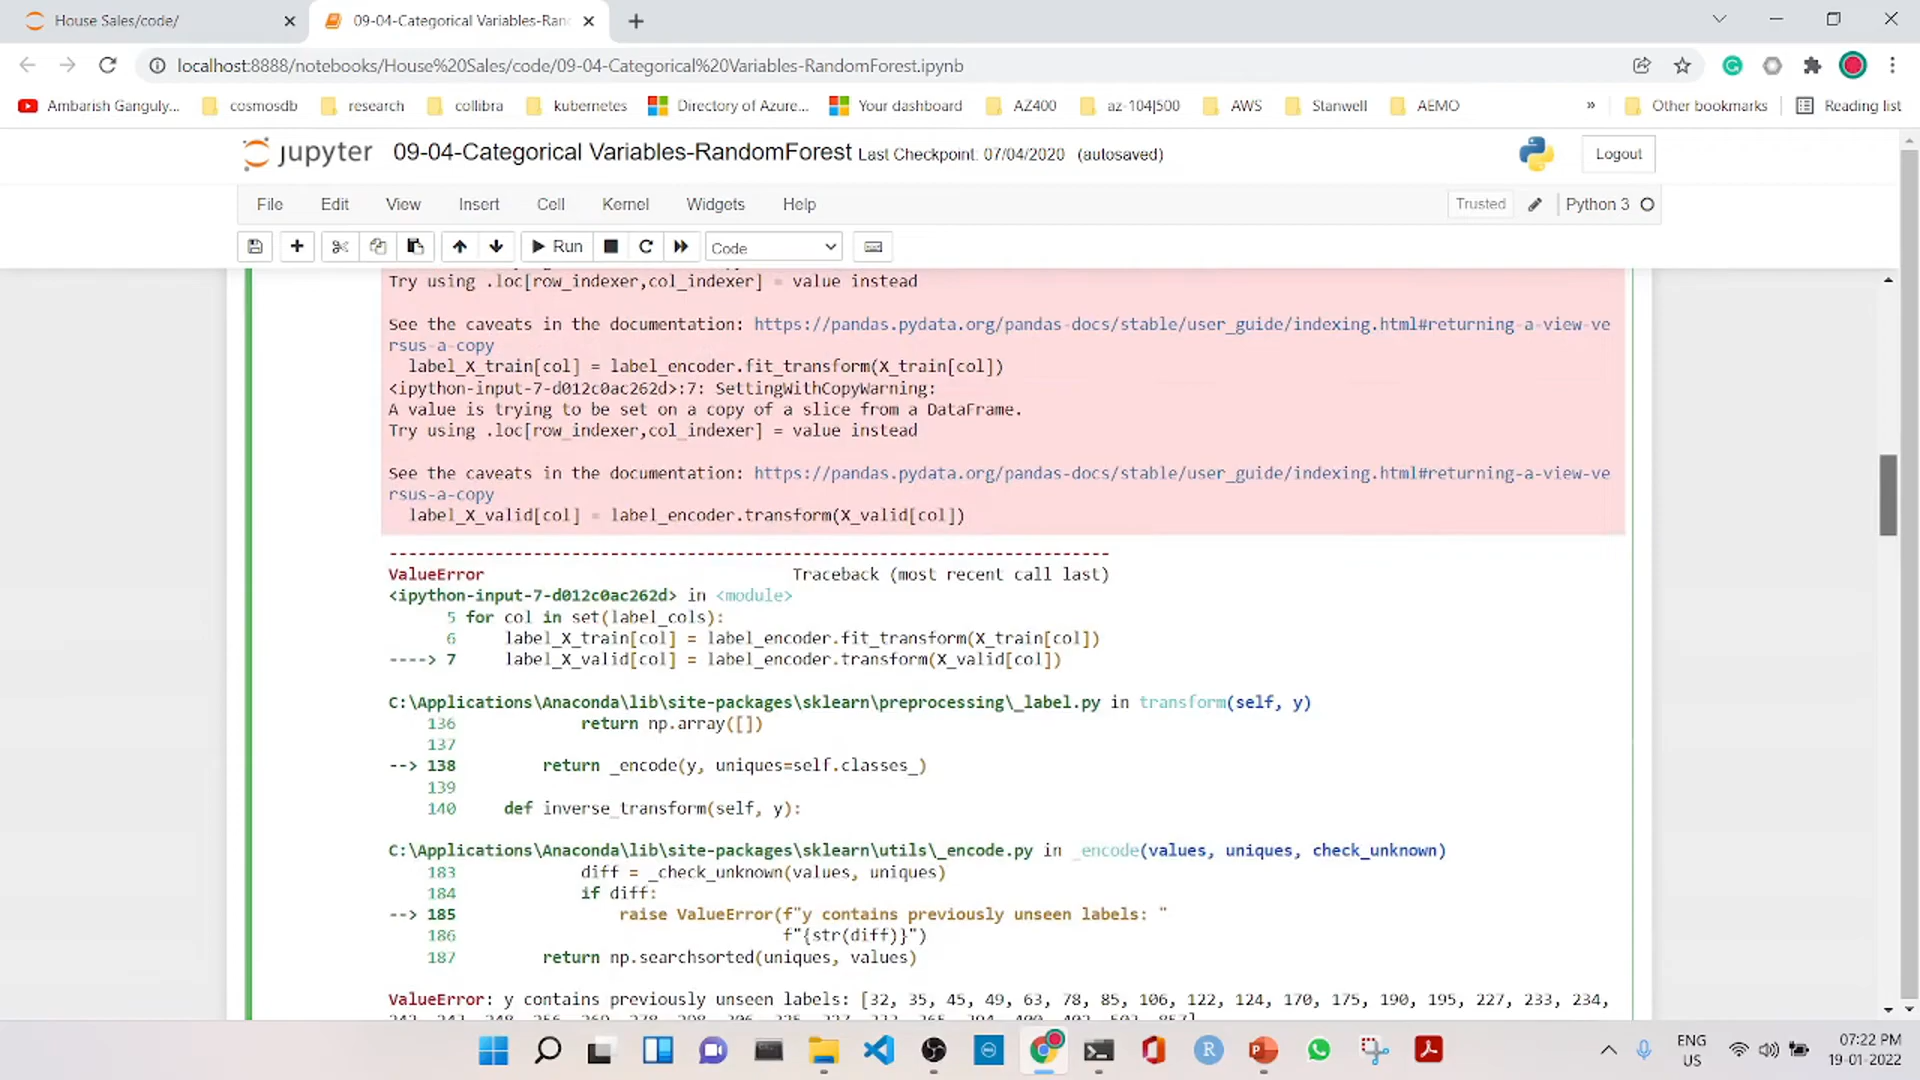 House Sales/code/
09-04-Categorical Variables-Ran
localhost:8888/notebooks/House%20Sales/code/09-04-Categorical%20Variables-RandomForest.ipynb
Ambarish Ganguly... cosmosdb research collibra kubernetes Directory of Azure... Your dashboard AZ400 az-104|500 AWS Stanwell AEMO » Other bookmarks Reading list
jupyter 09-04-Categorical Variables-RandomForest Last Checkpoint: 07/04/2020 (autosaved)
Logout
File Edit View Insert Cell Kernel Widgets Help
Trusted Python 3
Run Code
Try using .loc[row_indexer,col_indexer] = value instead
See the caveats in the documentation: https://pandas.pydata.org/pandas-docs/stable/user_guide/indexing.html#returning-a-view-ve
rsus-a-copy
label_X_train[col] = label_encoder.fit_transform(X_train[col])
<ipython-input-7-d012c0ac262d>:7: SettingWithCopyWarning:
A value is trying to be set on a copy of a slice from a DataFrame.
Try using .loc[row_indexer,col_indexer] = value instead
See the caveats in the documentation: https://pandas.pydata.org/pandas-docs/stable/user_guide/indexing.html#returning-a-view-ve
rsus-a-copy
label_X_valid[col] = label_encoder.transform(X_valid[col])
---------------------------------------------------------------------------
ValueError Traceback (most recent call last)
<ipython-input-7-d012c0ac262d> in <module>
5 for col in set(label_cols):
6 label_X_train[col] = label_encoder.fit_transform(X_train[col])
----> 7 label_X_valid[col] = label_encoder.transform(X_valid[col])
C:\Applications\Anaconda\lib\site-packages\sklearn\preprocessing\_label.py in transform(self, y)
136 return np.array([])
137
--> 138 return _encode(y, uniques=self.classes_)
139
140 def inverse_transform(self, y):
C:\Applications\Anaconda\lib\site-packages\sklearn\utils\_encode.py in _encode(values, uniques, check_unknown)
183 diff = _check_unknown(values, uniques)
184 if diff:
--> 185 raise ValueError(f"y contains previously unseen labels: "
186 f"{str(diff)}")
187 return np.searchsorted(uniques, values)
ValueError: y contains previously unseen labels: [32, 35, 45, 49, 63, 78, 85, 106, 122, 124, 170, 175, 190, 195, 227, 233, 234,
ENG
US
07:22 PM
19-01-2022